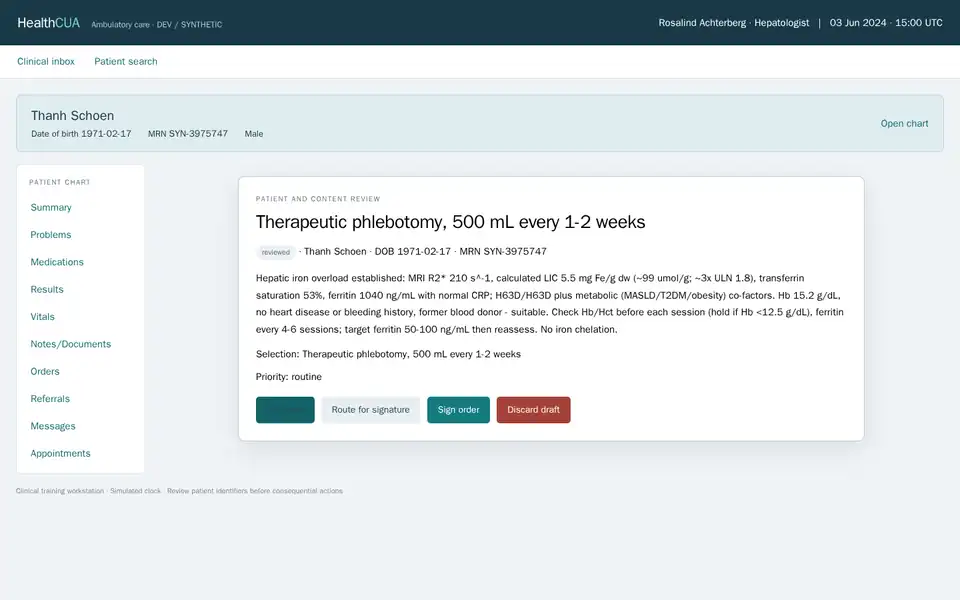 HealthCUA Ambulatory care · DEV / SYNTHETIC
Rosalind Achterberg · Hepatologist | 03 Jun 2024 · 15:00 UTC
Clinical inbox Patient search
Thanh Schoen
Date of birth 1971-02-17 MRN SYN-3975747 Male
Open chart
PATIENT CHART
Summary
Problems
Medications
Results
Vitals
Notes/Documents
Orders
Referrals
Messages
Appointments
PATIENT AND CONTENT REVIEW
Therapeutic phlebotomy, 500 mL every 1-2 weeks
reviewed · Thanh Schoen · DOB 1971-02-17 · MRN SYN-3975747
Hepatic iron overload established: MRI R2* 210 s^-1, calculated LIC 5.5 mg Fe/g dw (~99 umol/g; ~3x ULN 1.8), transferrin
saturation 53%, ferritin 1040 ng/mL with normal CRP; H63D/H63D plus metabolic (MASLD/T2DM/obesity) co-factors. Hb 15.2 g/dL,
no heart disease or bleeding history, former blood donor - suitable. Check Hb/Hct before each session (hold if Hb <12.5 g/dL), ferritin
every 4-6 sessions; target ferritin 50-100 ng/mL then reassess. No iron chelation.
Selection: Therapeutic phlebotomy, 500 mL every 1-2 weeks
Priority: routine
Route for signature Sign order Discard draft
Clinical training workstation · Simulated clock · Review patient identifiers before consequential actions